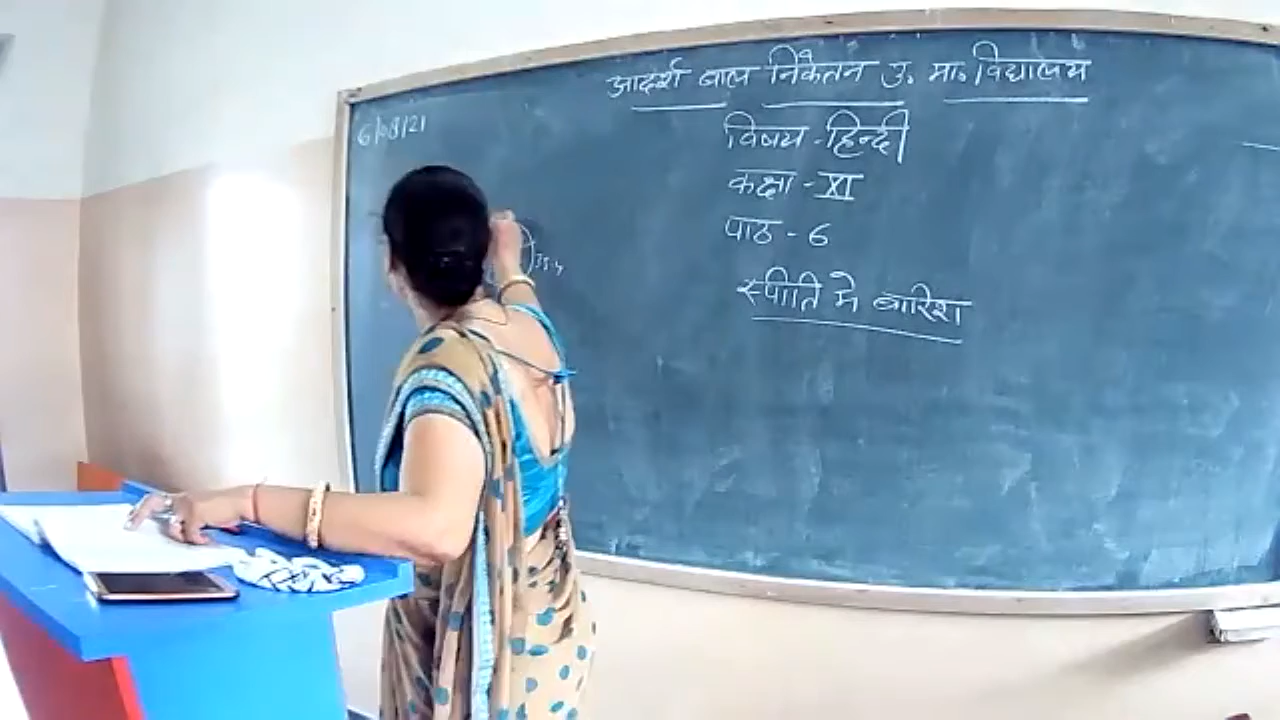 आदर्श बाल निकेतन उ. मा. विद्यालय
6/08/21
विषय - हिन्दी
कक्षा - XI
पाठ - 6
स्पीति मे बारिश